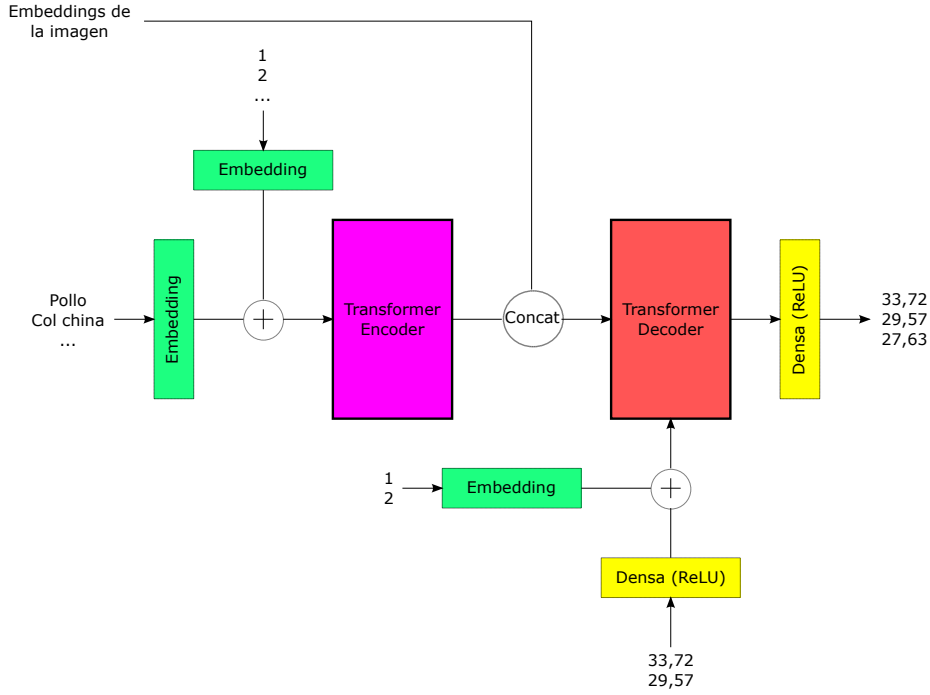 Embeddings de
la imagen
1
2
...
Embedding
Pollo
Col china
...
Embedding
+
Transformer
Encoder
Concat
Transformer
Decoder
Densa (ReLU)
33,72
29,57
27,63
1
2
Embedding
+
Densa (ReLU)
33,72
29,57